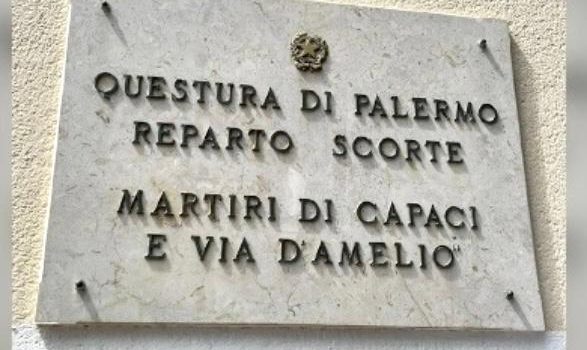 QUESTURA DI PALERMO
REPARTO SCORTE
MARTIRI DI CAPACI
E VIA D'AMELIO"